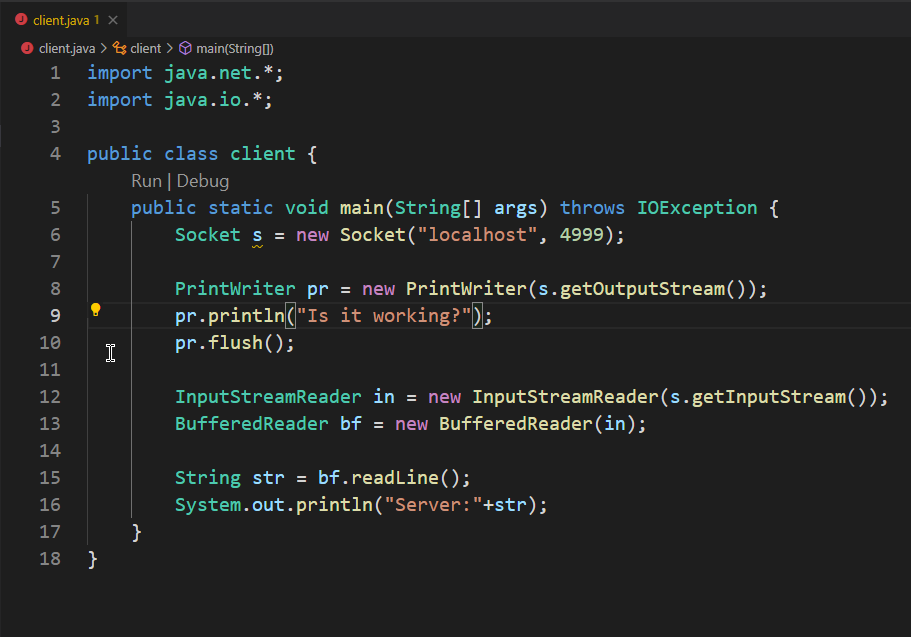 client.java 1
client.java > client > main(String[])
1 import java.net.*;
2 import java.io.*;
3
4 public class client {
Run | Debug
5 public static void main(String[] args) throws IOException {
6 Socket s = new Socket("localhost", 4999);
7
8 PrintWriter pr = new PrintWriter(s.getOutputStream());
9 pr.println("Is it working?");
10 pr.flush();
11
12 InputStreamReader in = new InputStreamReader(s.getInputStream());
13 BufferedReader bf = new BufferedReader(in);
14
15 String str = bf.readLine();
16 System.out.println("Server:"+str);
17 }
18 }